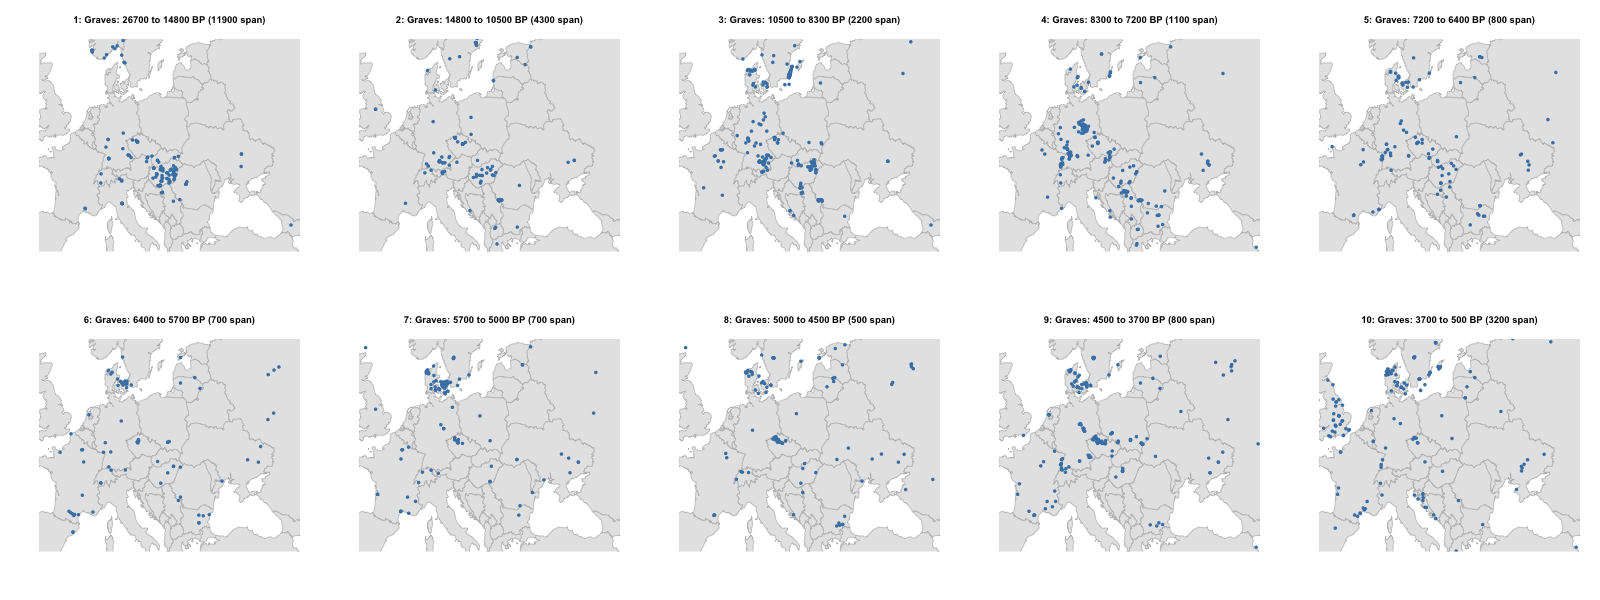 1: Graves: 26700 to 14800 BP (11900 span)
2: Graves: 14800 to 10500 BP (4300 span)
3: Graves: 10500 to 8300 BP (2200 span)
4: Graves: 8300 to 7200 BP (1100 span)
5: Graves: 7200 to 6400 BP (800 span)
6: Graves: 6400 to 5700 BP (700 span)
7: Graves: 5700 to 5000 BP (700 span)
8: Graves: 5000 to 4500 BP (500 span)
9: Graves: 4500 to 3700 BP (800 span)
10: Graves: 3700 to 500 BP (3200 span)